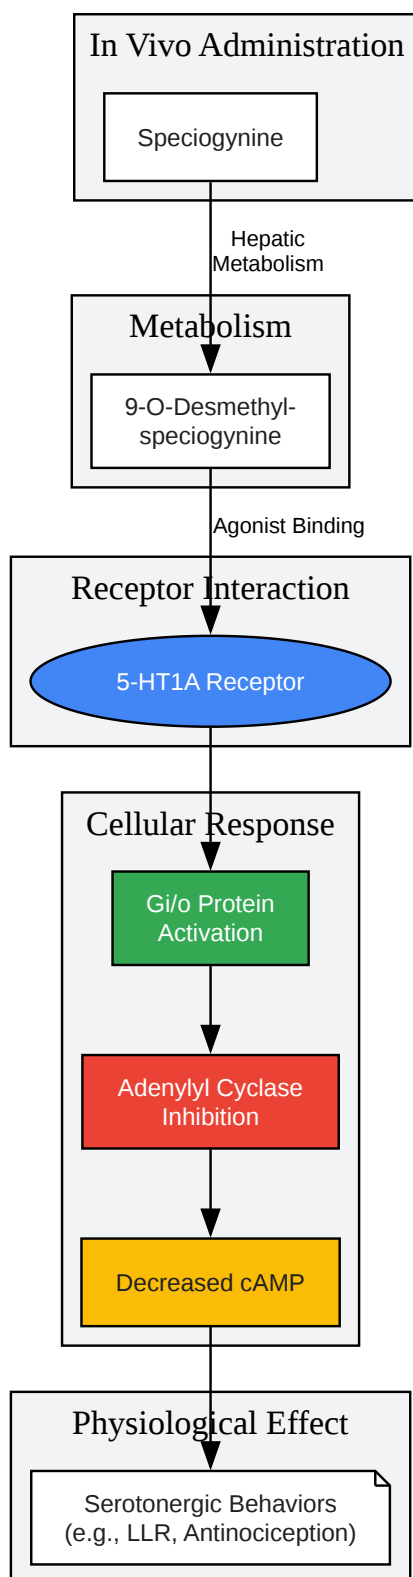 In Vivo Administration
Speciogynine
Hepatic
Metabolism
Metabolism
9-O-Desmethyl-
speciogynine
Agonist Binding
Receptor Interaction
5-HT1A Receptor
Cellular Response
Gi/o Protein
Activation
Adenylyl Cyclase
Inhibition
Decreased cAMP
Physiological Effect
Serotonergic Behaviors
(e.g., LLR, Antinociception)